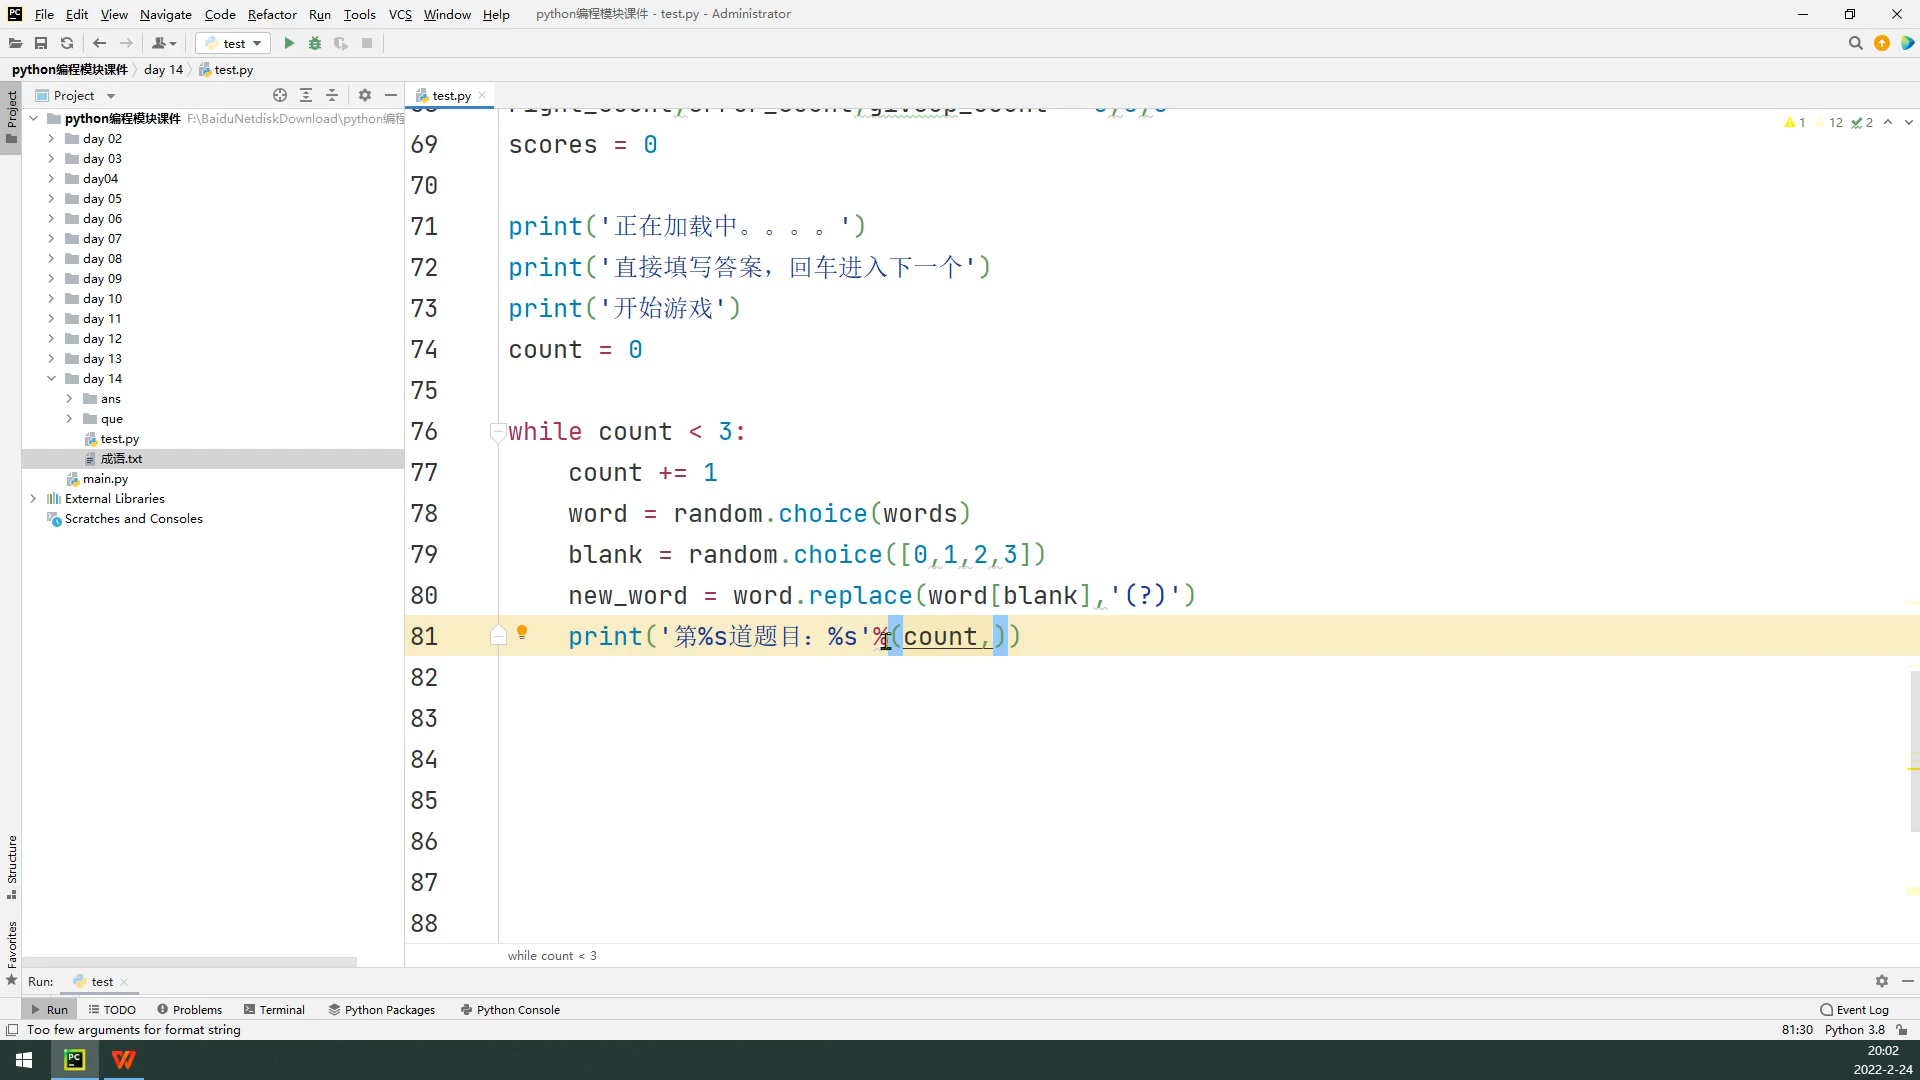 File Edit View Navigate Code Refactor Run Tools VCS Window Help python编程模块课件 - test.py - Administrator
test
python编程模块课件 day 14 test.py
Project
Project
test.py
python编程模块课件 F:\BaiduNetdiskDownload\python编程
day 02
day 03
day04
day 05
day 06
day 07
day 08
day 09
day 10
day 11
day 12
day 13
day 14
ans
que
test.py
成语.txt
main.py
External Libraries
Scratches and Consoles
1 12 2
69 scores = 0
70
71 print('正在加载中。。。。')
72 print('直接填写答案，回车进入下一个')
73 print('开始游戏')
74 count = 0
75
76 while count < 3:
77 count += 1
78 word = random.choice(words)
79 blank = random.choice([0,1,2,3])
80 new_word = word.replace(word[blank],'(?)')
81 print('第%s道题目：%s'%(count,))
82
83
84
85
86
87
88
while count < 3
Structure
Favorites
Run: test
Run TODO Problems Terminal Python Packages Python Console Event Log
Too few arguments for format string 81:30 Python 3.8
20:02
2022-2-24